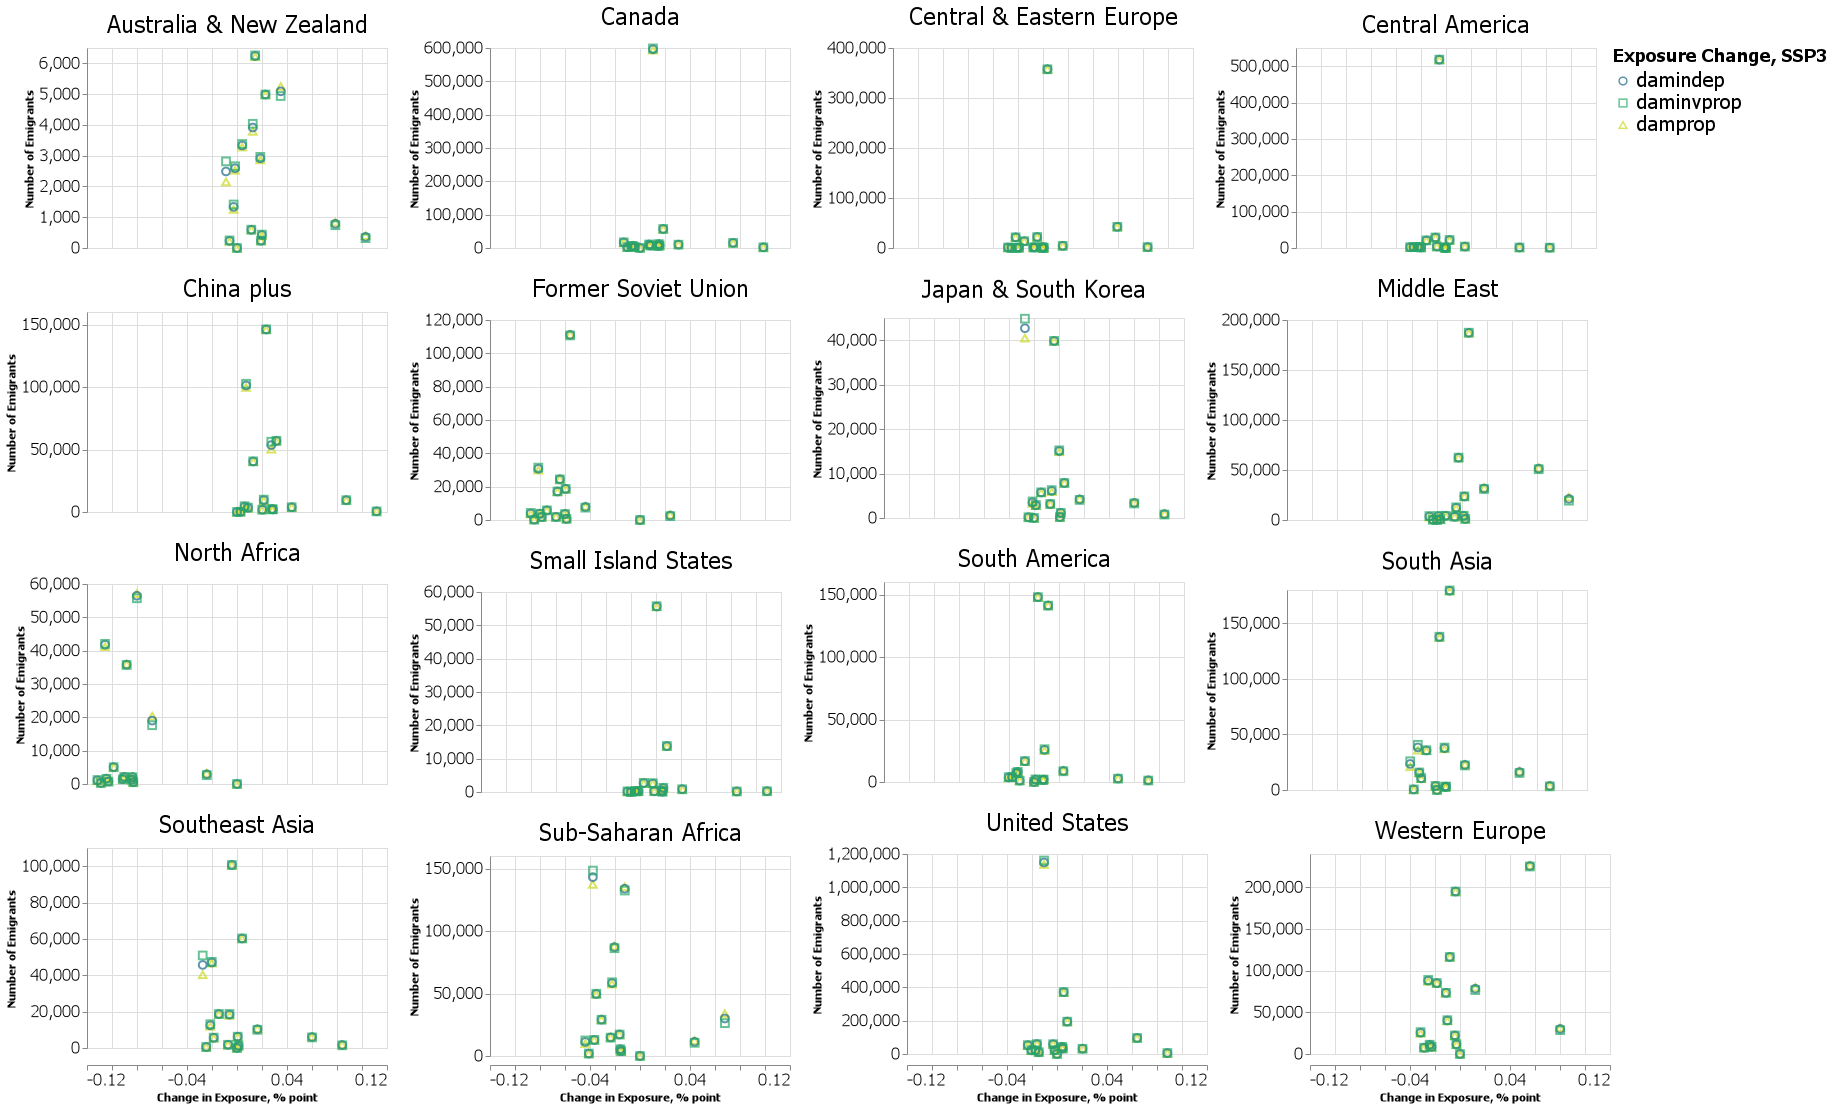 Australia & New Zealand
Number of Emigrants
6,000
5,000
4,000
3,000
2,000
1,000
0
Canada
Number of Emigrants
600,000
500,000
400,000
300,000
200,000
100,000
0
Central & Eastern Europe
Number of Emigrants
400,000
300,000
200,000
100,000
0
Central America
Number of Emigrants
500,000
400,000
300,000
200,000
100,000
0
Exposure Change, SSP3
damindep
daminvprop
damprop
China plus
Number of Emigrants
150,000
100,000
50,000
0
Former Soviet Union
Number of Emigrants
120,000
100,000
80,000
60,000
40,000
20,000
0
Japan & South Korea
Number of Emigrants
40,000
30,000
20,000
10,000
0
Middle East
Number of Emigrants
200,000
150,000
100,000
50,000
0
North Africa
Number of Emigrants
60,000
50,000
40,000
30,000
20,000
10,000
0
Small Island States
Number of Emigrants
60,000
50,000
40,000
30,000
20,000
10,000
0
South America
Number of Emigrants
150,000
100,000
50,000
0
South Asia
Number of Emigrants
150,000
100,000
50,000
0
Southeast Asia
Number of Emigrants
100,000
80,000
60,000
40,000
20,000
0
-0.12 -0.04 0.04 0.12
Change in Exposure, % point
Sub-Saharan Africa
Number of Emigrants
150,000
100,000
50,000
0
-0.12 -0.04 0.04 0.12
Change in Exposure, % point
United States
Number of Emigrants
1,200,000
1,000,000
800,000
600,000
400,000
200,000
0
-0.12 -0.04 0.04 0.12
Change in Exposure, % point
Western Europe
Number of Emigrants
200,000
150,000
100,000
50,000
0
-0.12 -0.04 0.04 0.12
Change in Exposure, % point